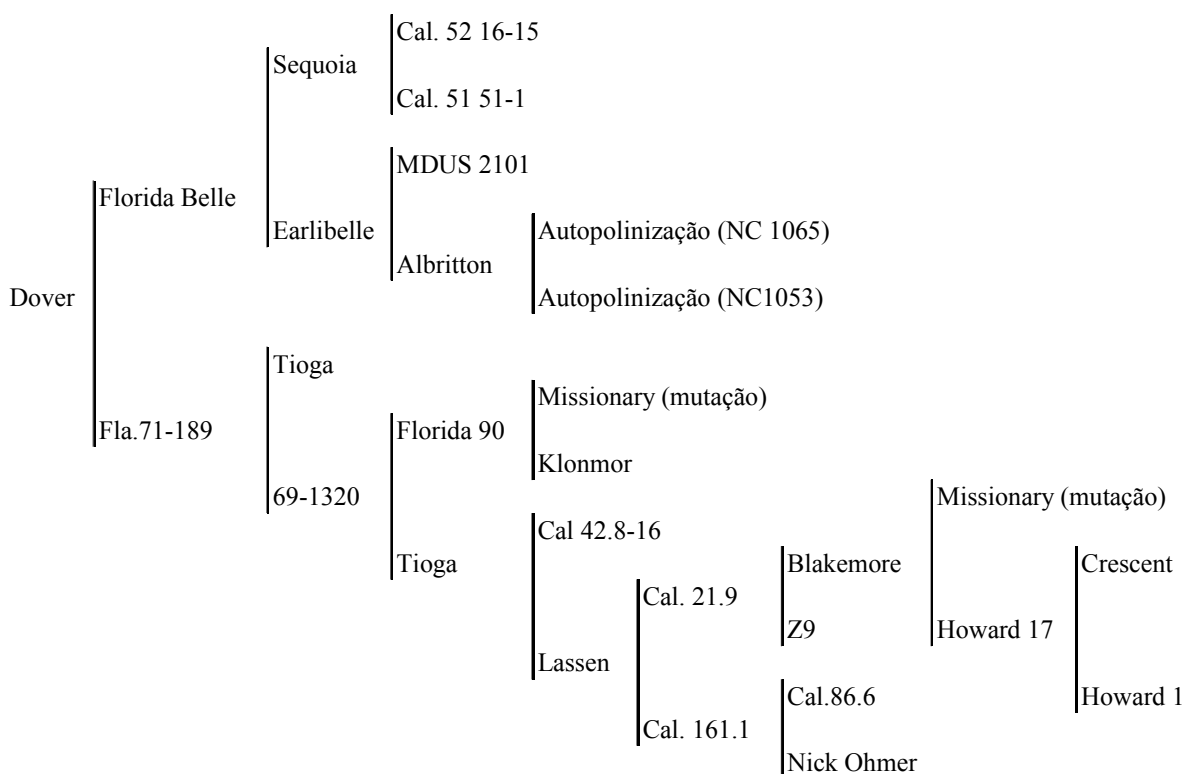 Cal. 52 16-15
Sequoia
Cal. 51 51-1
MDUS 2101
Florida Belle
Earlibelle
Autopolinização (NC 1065)
Albritton
Dover
Autopolinização (NC1053)
Tioga
Missionary (mutação)
Fla.71-189
Florida 90
Klonmor
69-1320
Missionary (mutação)
Cal 42.8-16
Tioga
Blakemore
Crescent
Cal. 21.9
Z9
Howard 17
Lassen
Cal.86.6
Howard 1
Cal. 161.1
Nick Ohmer